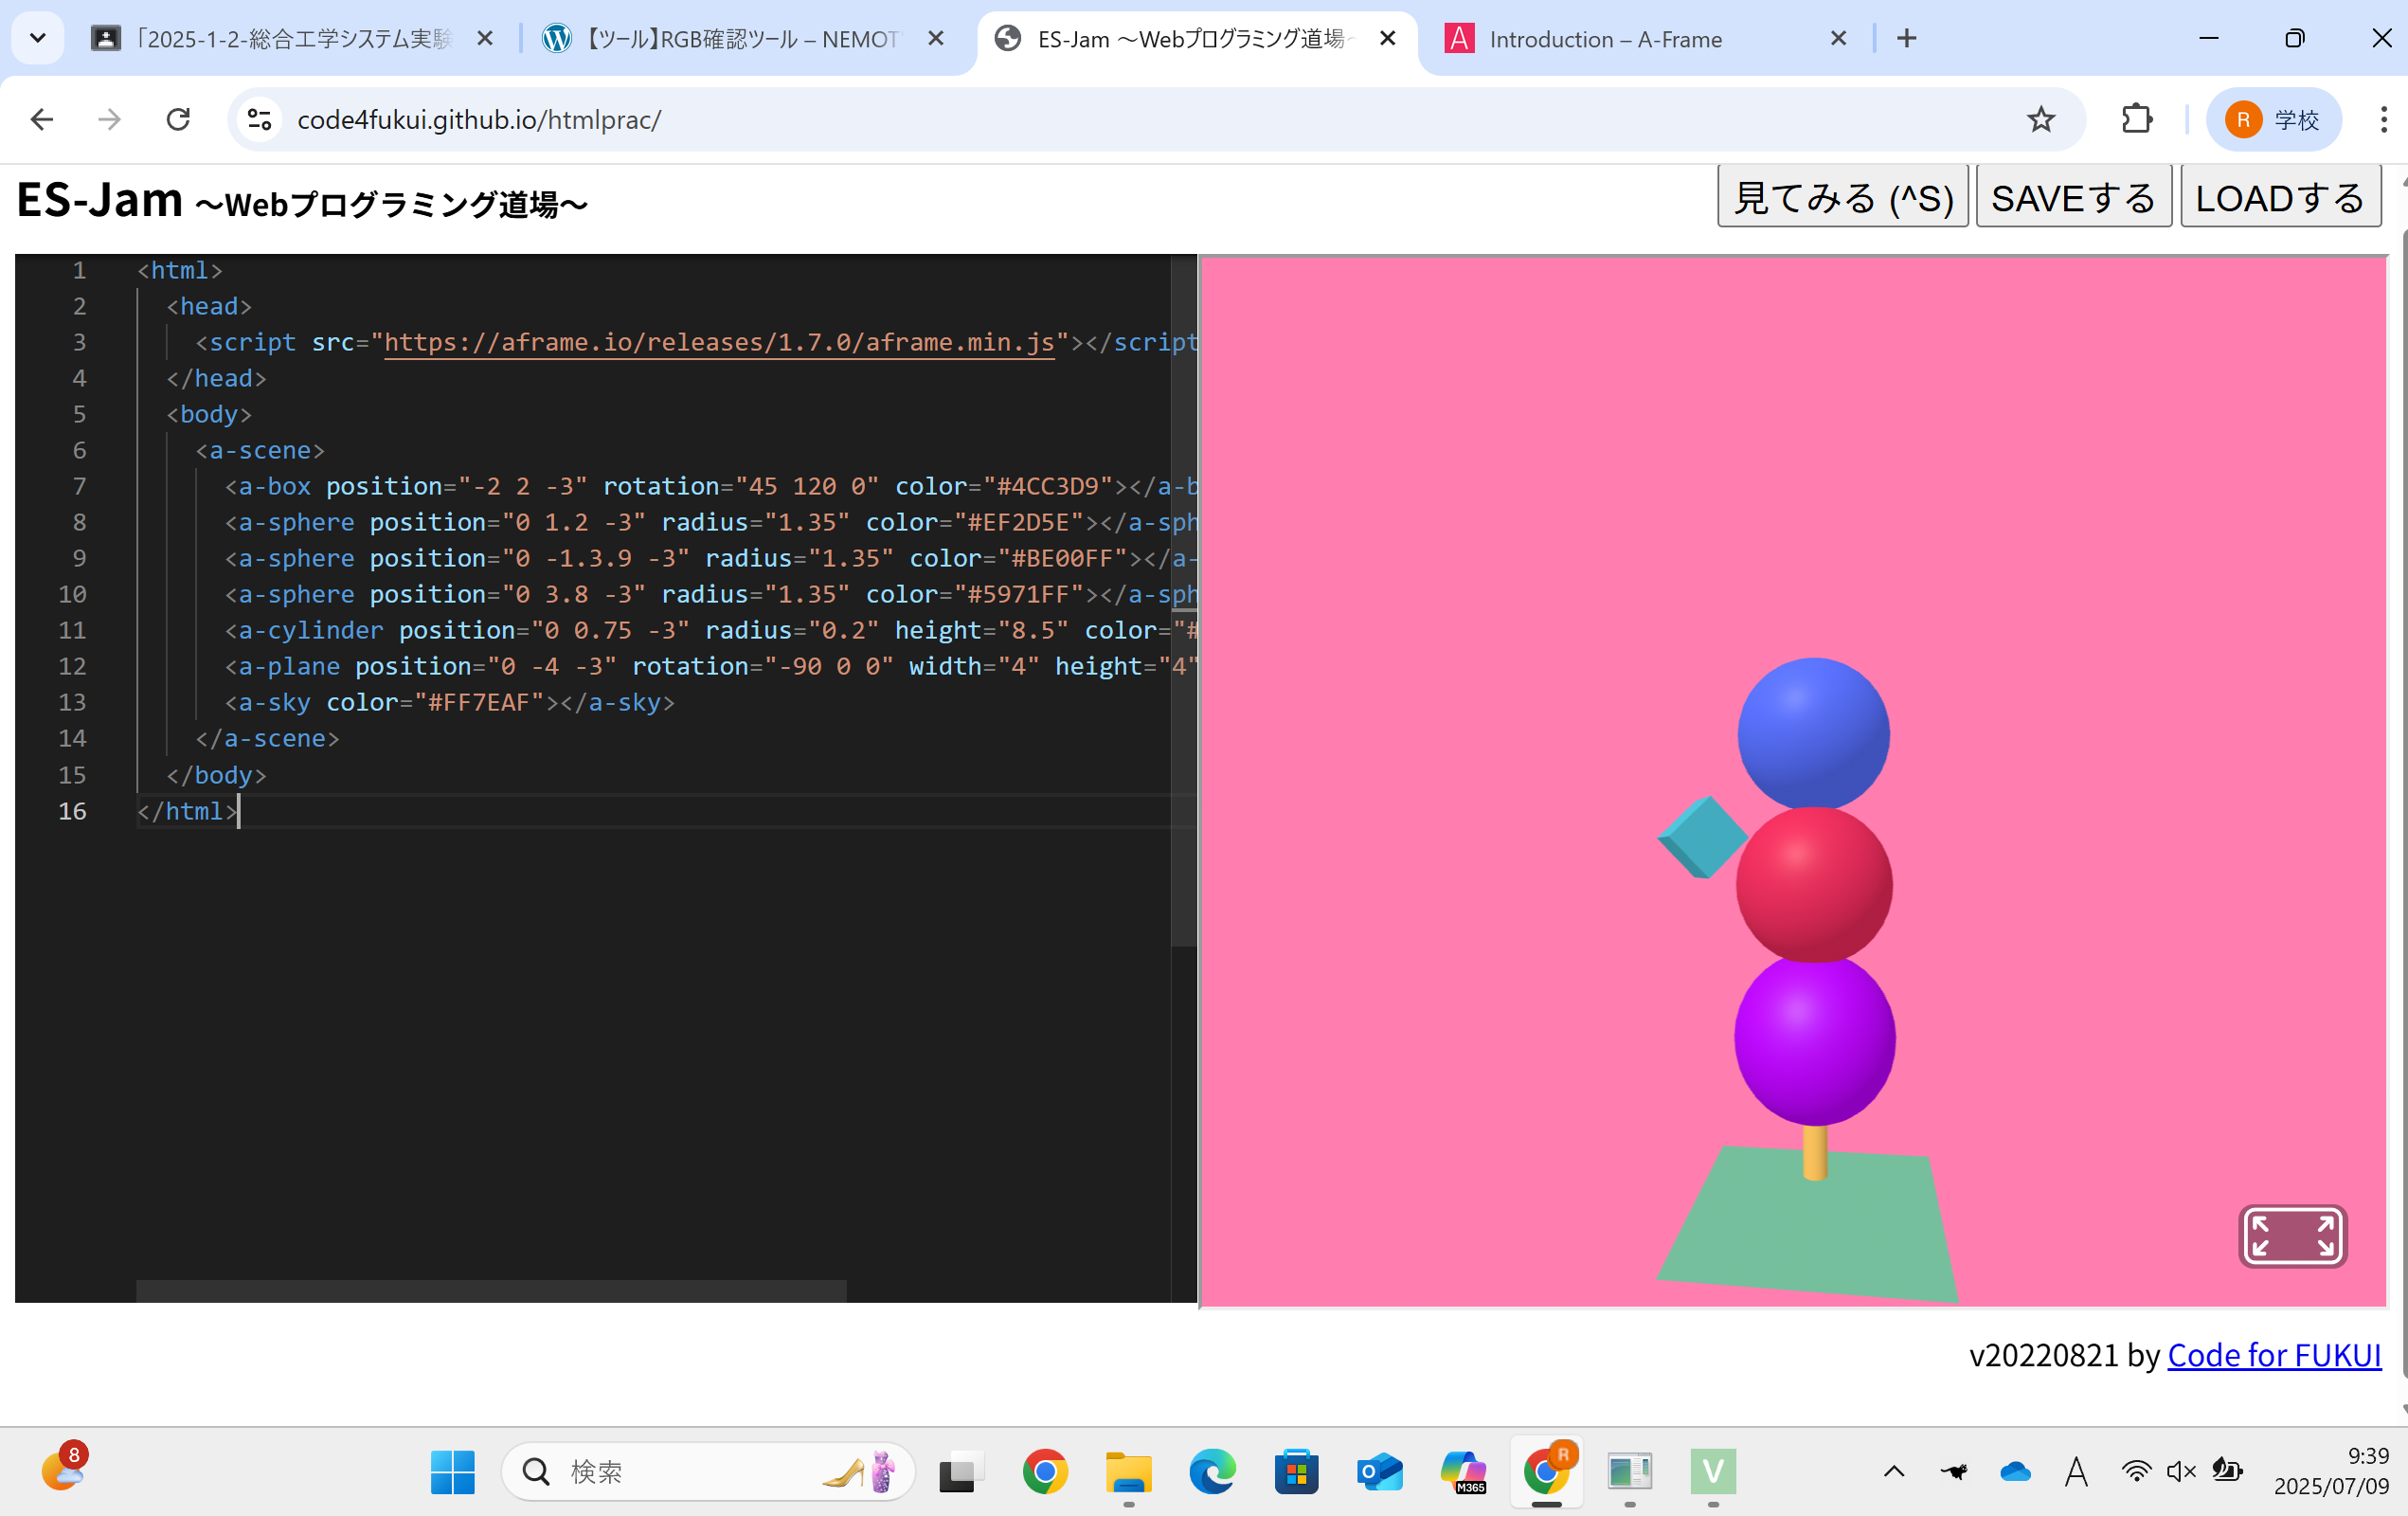 「2025-1-2-総合工学システム実験
【ツール】RGB確認ツール – NEMOT
ES-Jam ～Webプログラミング道場～
Introduction – A-Frame
code4fukui.github.io/htmlprac/
R 学校
ES-Jam ～Webプログラミング道場～
見てみる (^S)
SAVEする
LOADする
1 <html>
2 <head>
3 <script src="https://aframe.io/releases/1.7.0/aframe.min.js"></script
4 </head>
5 <body>
6 <a-scene>
7 <a-box position="-2 2 -3" rotation="45 120 0" color="#4CC3D9"></a-b
8 <a-sphere position="0 1.2 -3" radius="1.35" color="#EF2D5E"></a-sph
9 <a-sphere position="0 -1.3.9 -3" radius="1.35" color="#BE00FF"></a-
10 <a-sphere position="0 3.8 -3" radius="1.35" color="#5971FF"></a-sph
11 <a-cylinder position="0 0.75 -3" radius="0.2" height="8.5" color="#
12 <a-plane position="0 -4 -3" rotation="-90 0 0" width="4" height="4"
13 <a-sky color="#FF7EAF"></a-sky>
14 </a-scene>
15 </body>
16 </html>
v20220821 by Code for FUKUI
8
検索
M365
R
V
A
9:39
2025/07/09